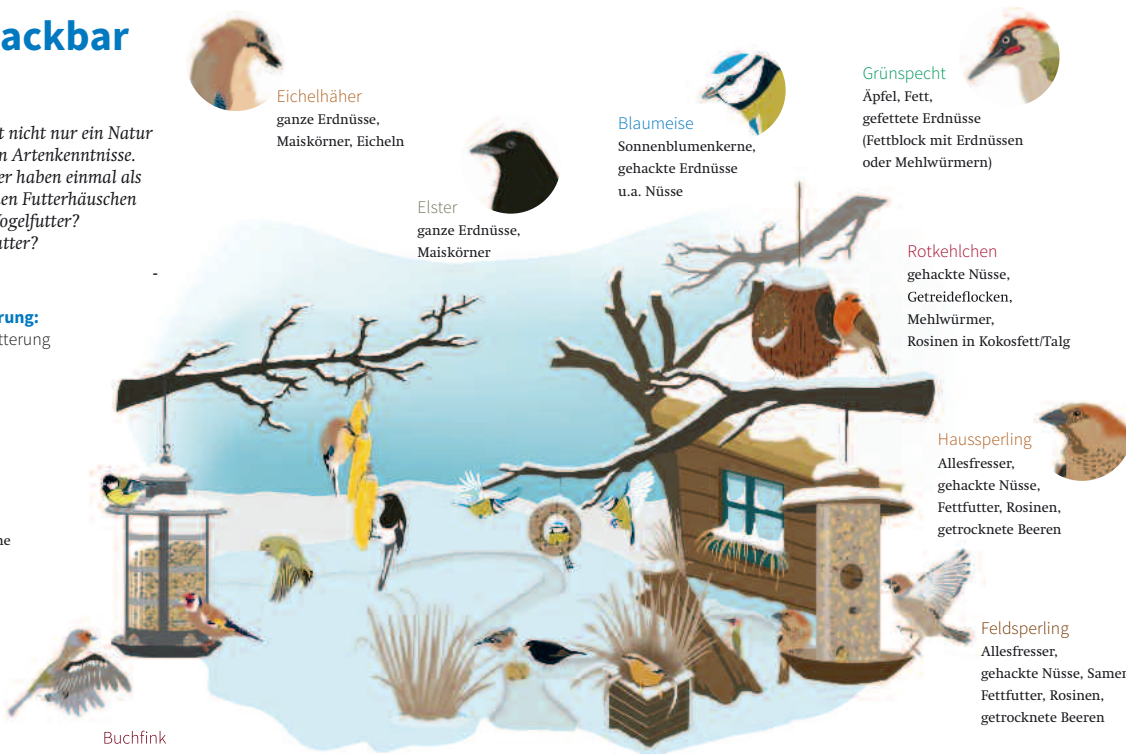 ackbar
t nicht nur ein Natur
n Artenkenntnisse.
er haben einmal als
en Futterhäuschen
ogelfutter?
utter?
-
rung:
tterung
ne
Eichelhäher
ganze Erdnüsse,
Maiskörner, Eicheln
Elster
ganze Erdnüsse,
Maiskörner
Blaumeise
Sonnenblumenkerne,
gehackte Erdnüsse
u.a. Nüsse
Grünspecht
Äpfel, Fett,
gefettete Erdnüsse
(Fettblock mit Erdnüssen
oder Mehlwürmern)
Rotkehlchen
gehackte Nüsse,
Getreideflocken,
Mehlwürmer,
Rosinen in Kokosfett/Talg
Haussperling
Allesfresser,
gehackte Nüsse,
Fettfutter, Rosinen,
getrocknete Beeren
Feldsperling
Allesfresser,
gehackte Nüsse, Samen
Fettfutter, Rosinen,
getrocknete Beeren
Buchfink